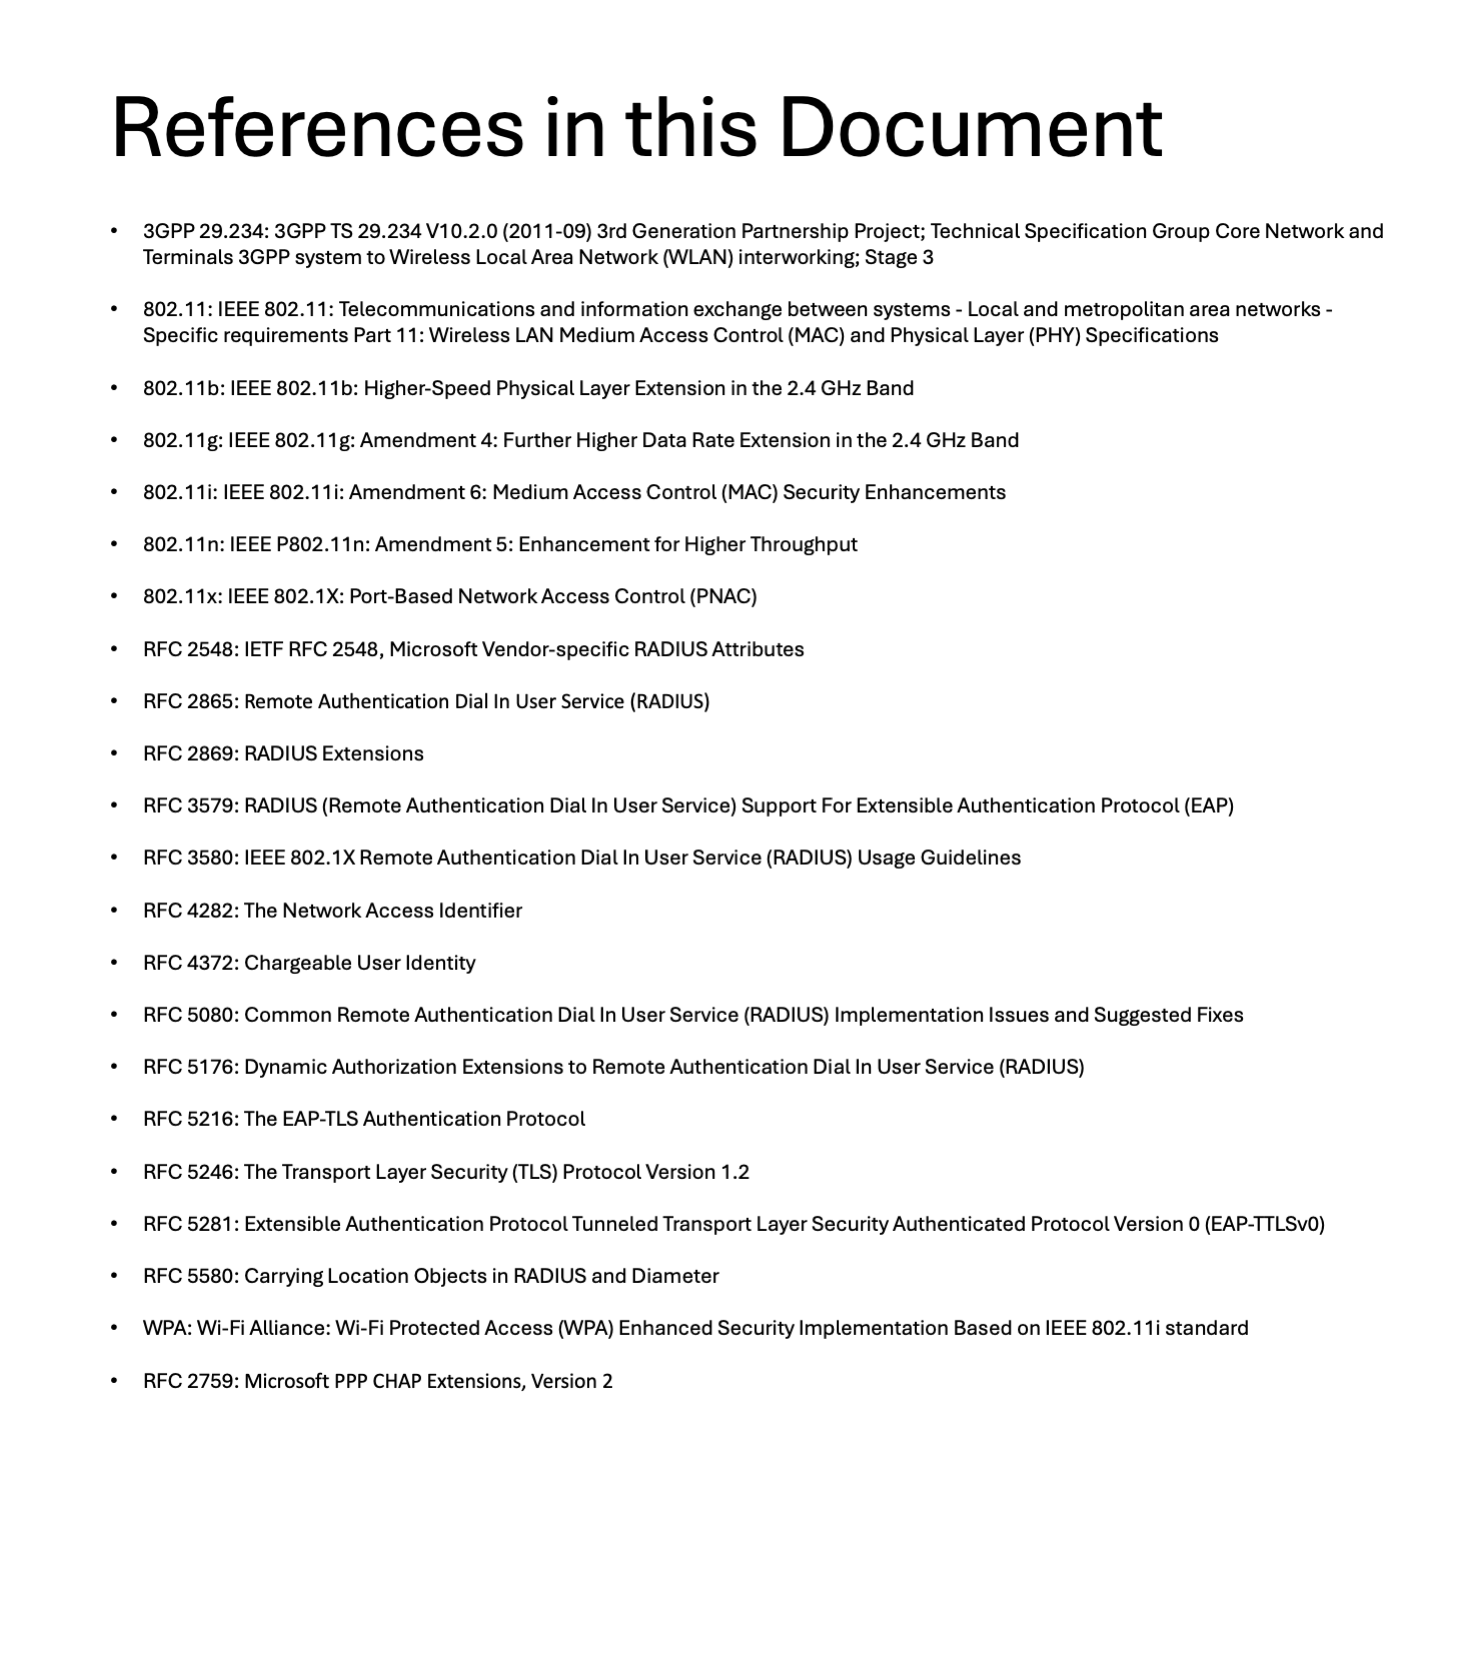 References in this Document
• 3GPP 29.234: 3GPP TS 29.234 V10.2.0 (2011-09) 3rd Generation Partnership Project; Technical Specification Group Core Network and
Terminals 3GPP system to Wireless Local Area Network (WLAN) interworking; Stage 3
• 802.11: IEEE 802.11: Telecommunications and information exchange between systems - Local and metropolitan area networks -
Specific requirements Part 11: Wireless LAN Medium Access Control (MAC) and Physical Layer (PHY) Specifications
• 802.11b: IEEE 802.11b: Higher-Speed Physical Layer Extension in the 2.4 GHz Band
• 802.11g: IEEE 802.11g: Amendment 4: Further Higher Data Rate Extension in the 2.4 GHz Band
• 802.11i: IEEE 802.11i: Amendment 6: Medium Access Control (MAC) Security Enhancements
• 802.11n: IEEE P802.11n: Amendment 5: Enhancement for Higher Throughput
• 802.11x: IEEE 802.1X: Port-Based Network Access Control (PNAC)
• RFC 2548: IETF RFC 2548, Microsoft Vendor-specific RADIUS Attributes
• RFC 2865: Remote Authentication Dial In User Service (RADIUS)
• RFC 2869: RADIUS Extensions
• RFC 3579: RADIUS (Remote Authentication Dial In User Service) Support For Extensible Authentication Protocol (EAP)
• RFC 3580: IEEE 802.1X Remote Authentication Dial In User Service (RADIUS) Usage Guidelines
• RFC 4282: The Network Access Identifier
• RFC 4372: Chargeable User Identity
• RFC 5080: Common Remote Authentication Dial In User Service (RADIUS) Implementation Issues and Suggested Fixes
• RFC 5176: Dynamic Authorization Extensions to Remote Authentication Dial In User Service (RADIUS)
• RFC 5216: The EAP-TLS Authentication Protocol
• RFC 5246: The Transport Layer Security (TLS) Protocol Version 1.2
• RFC 5281: Extensible Authentication Protocol Tunneled Transport Layer Security Authenticated Protocol Version 0 (EAP-TTLSv0)
• RFC 5580: Carrying Location Objects in RADIUS and Diameter
• WPA: Wi-Fi Alliance: Wi-Fi Protected Access (WPA) Enhanced Security Implementation Based on IEEE 802.11i standard
• RFC 2759: Microsoft PPP CHAP Extensions, Version 2